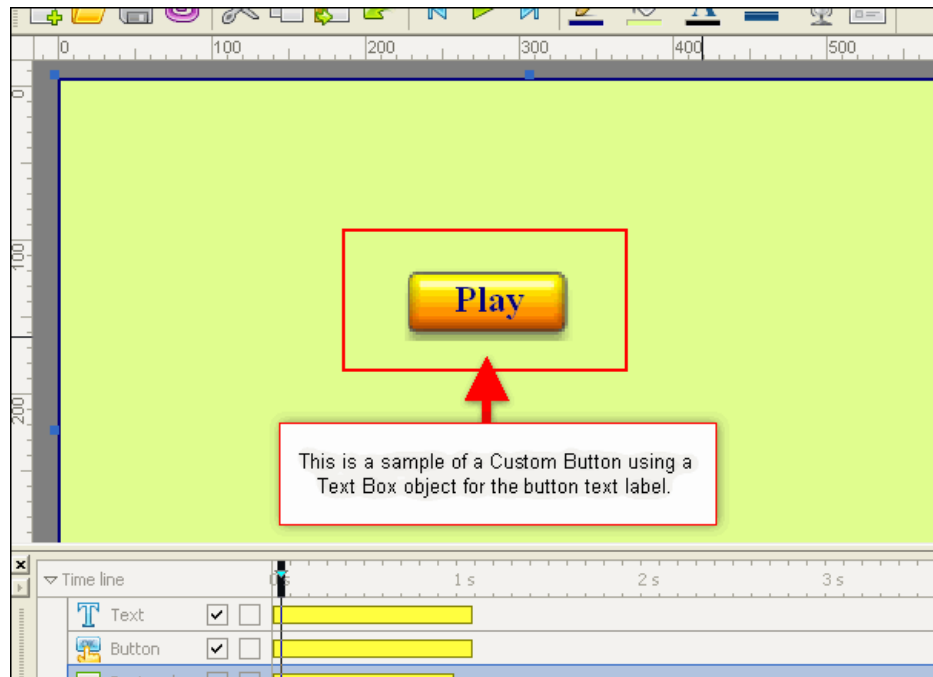 0 100 200 300 400 500
0
100
200
Play
This is a sample of a Custom Button using a
Text Box object for the button text label.
Time line 0 s 1 s 2 s 3 s
Text
Button